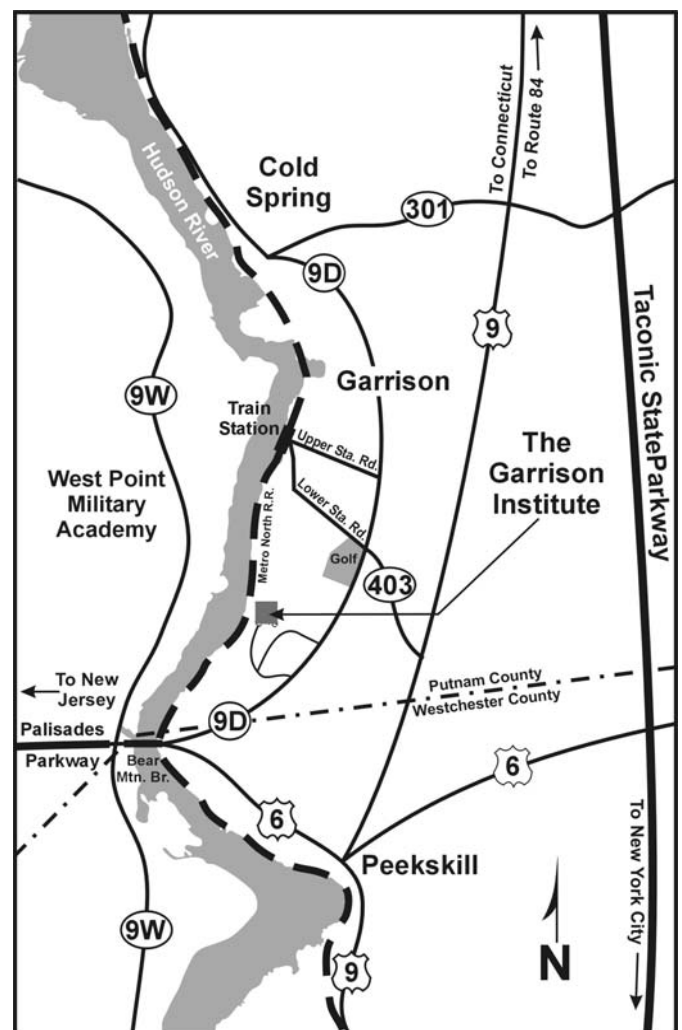 To Connecticut
To Route 84
Hudson River
Cold
Spring
301
9D
9
Taconic StateParkway
9W
Garrison
Train
Station
Upper Sta. Rd.
The
Garrison
Institute
West Point
Military
Academy
Lower Sta. Rd.
Metro North R.R.
Golf
403
To New
Jersey
Putnam County
Westchester County
9D
Palisades
Parkway
Bear
Mtn. Br.
6
6
To New York City
Peekskill
9W
9
N